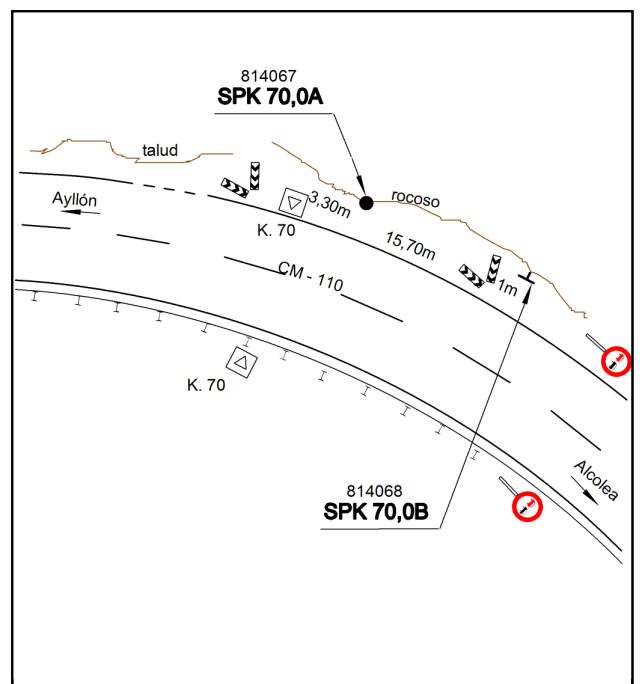 814067
SPK 70,0A
talud
rocoso
3,30m
Ayllón
K. 70
15,70m
CM - 110
1m
K. 70
Alcolea
814068
SPK 70,0B